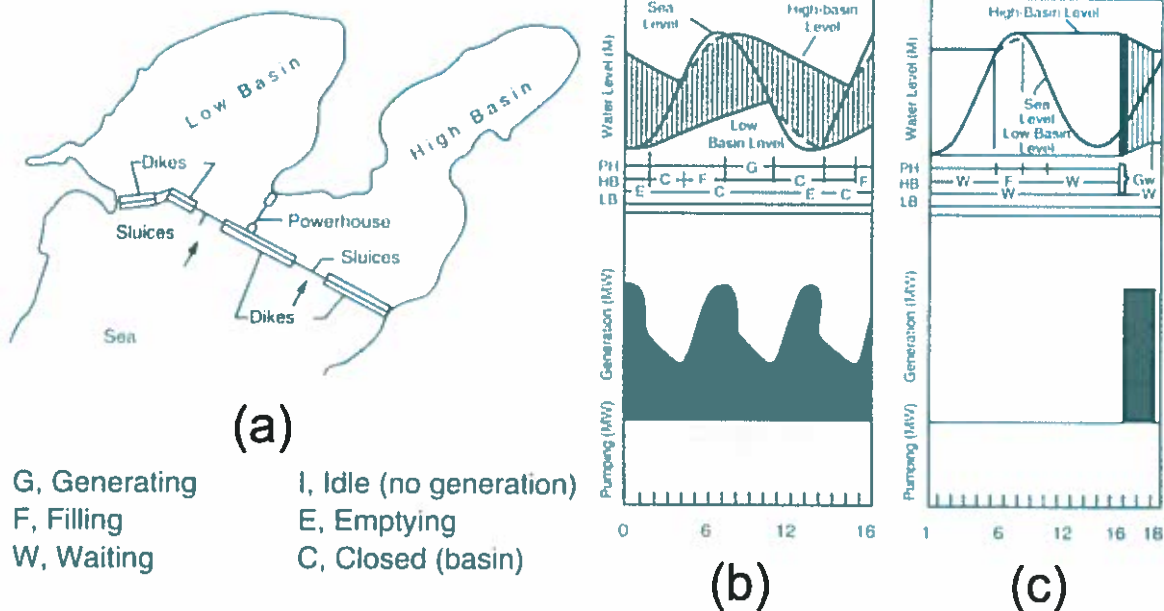 Low Basin
High Basin
Dikes
Powerhouse
Sluices
Sluices
Dikes
Sea
(a)
G, Generating
I, Idle (no generation)
F, Filling
E, Emptying
W, Waiting
C, Closed (basin)
Sea
Level
High-basin
Level
Water Level (M)
Low
Basin Level
PH
G
HB
C
F
C
F
LB
E
C
E
C
Generation (MW)
Pumping (MW)
0
6
12
16
(b)
High-Basin Level
Water Level (M)
Sea
Level
Low Basin
Level
PH
HB
W
F
W
LB
W
W
Generation (MW)
Pumping (MW)
1
6
12
16
18
(c)